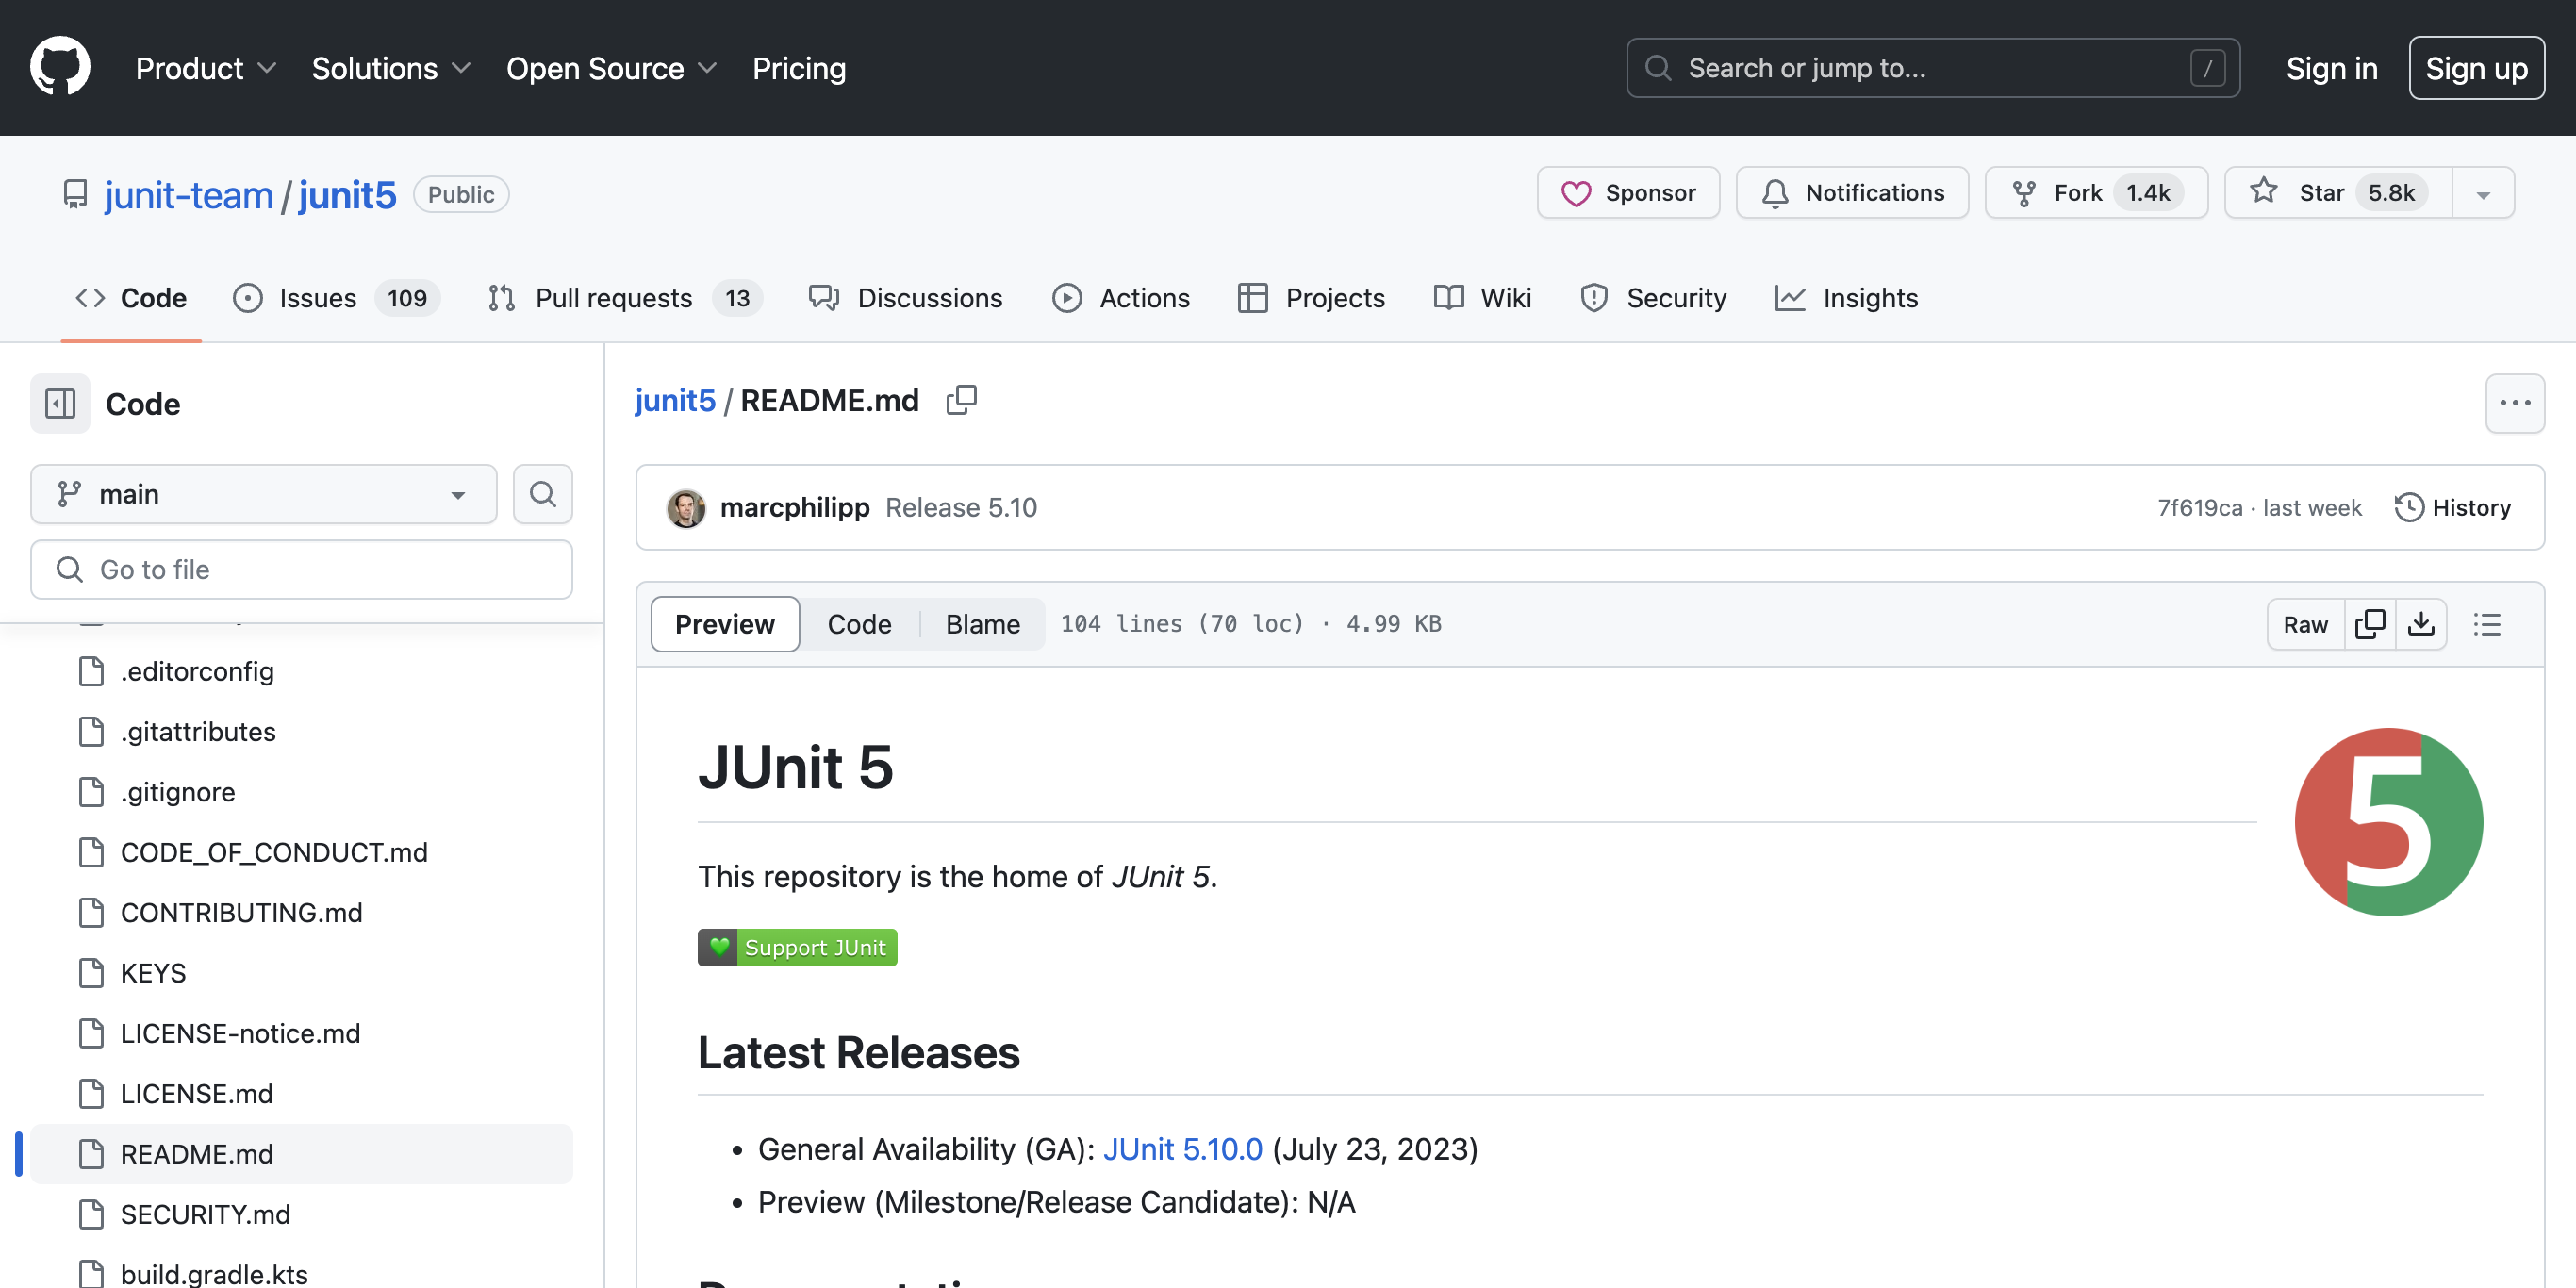 Product Solutions Open Source Pricing Search or jump to... / Sign in Sign up
junit-team / junit5 Public Sponsor Notifications Fork 1.4k Star 5.8k
Code Issues 109 Pull requests 13 Discussions Actions Projects Wiki Security Insights
Code
main
Go to file
.editorconfig
.gitattributes
.gitignore
CODE_OF_CONDUCT.md
CONTRIBUTING.md
KEYS
LICENSE-notice.md
LICENSE.md
README.md
SECURITY.md
build.gradle.kts
junit5 / README.md
marcphilipp Release 5.10 7f619ca · last week History
Preview Code Blame 104 lines (70 loc) · 4.99 KB Raw
JUnit 5
5
This repository is the home of JUnit 5.
Support JUnit
Latest Releases
• General Availability (GA): JUnit 5.10.0 (July 23, 2023)
• Preview (Milestone/Release Candidate): N/A